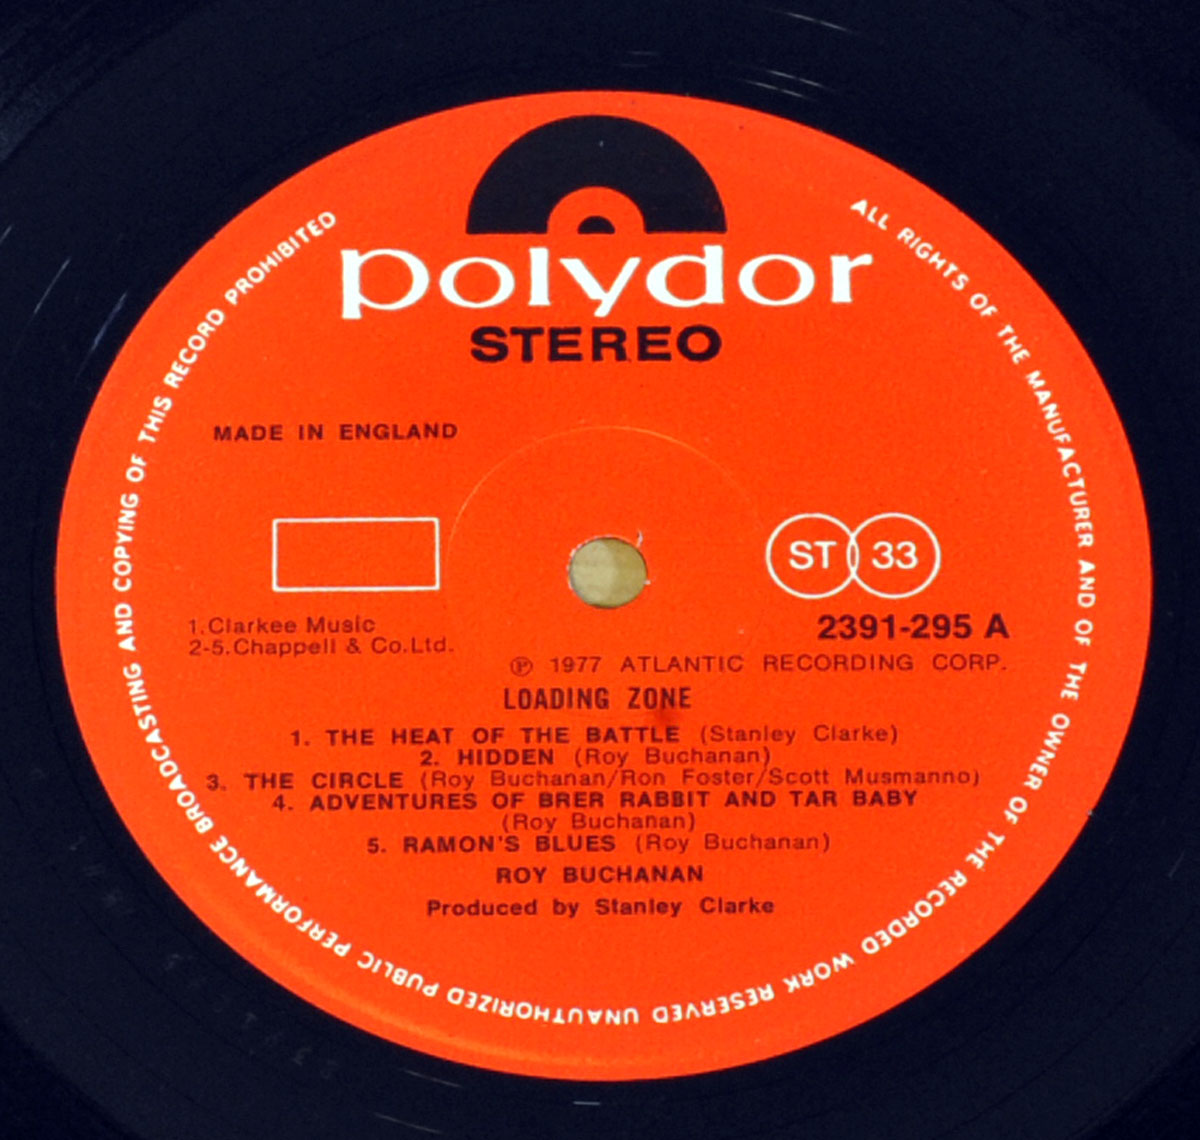 polydor
STEREO
MADE IN ENGLAND
ST 33
2391-295 A
1.Clarkee Music
2-5.Chappell & Co.Ltd.
℗ 1977 ATLANTIC RECORDING CORP.
LOADING ZONE
1. THE HEAT OF THE BATTLE (Stanley Clarke)
2. HIDDEN (Roy Buchanan)
3. THE CIRCLE (Roy Buchanan/Ron Foster/Scott Musmanno)
4. ADVENTURES OF BRER RABBIT AND TAR BABY
(Roy Buchanan)
5. RAMON'S BLUES (Roy Buchanan)
ROY BUCHANAN
Produced by Stanley Clarke
ALL RIGHTS OF THE MANUFACTURER AND OF THE OWNER OF THE RECORDED WORK RESERVED UNAUTHORIZED PUBLIC PERFORMANCE BROADCASTING AND COPYING OF THIS RECORD PROHIBITED